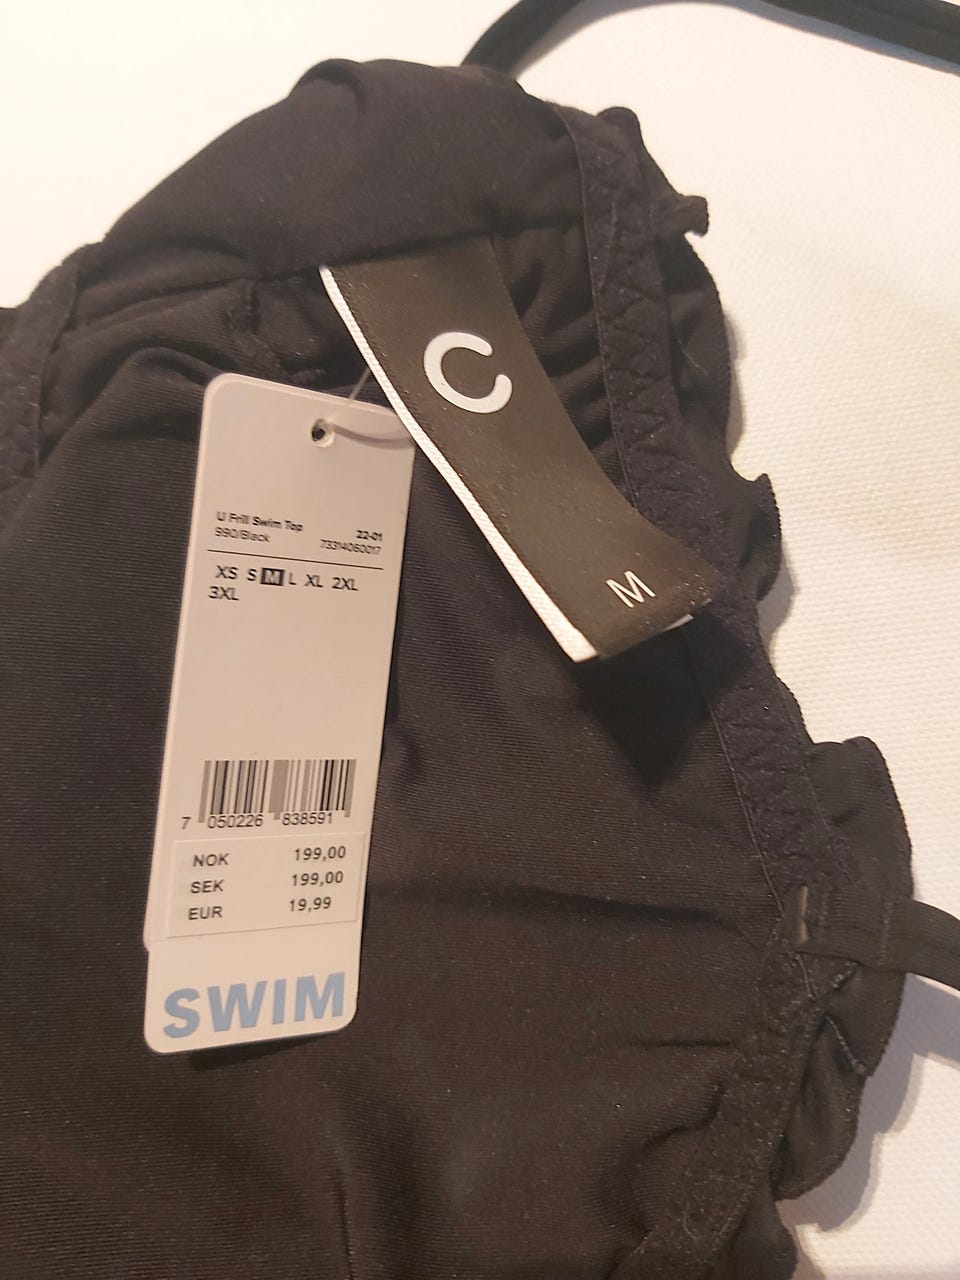 C
M
U Frill Swim Top 22-01
990/Black 73314060017
XS S M L XL 2XL
3XL
7 050226 838591
NOK 199,00
SEK 199,00
EUR 19,99
SWIM